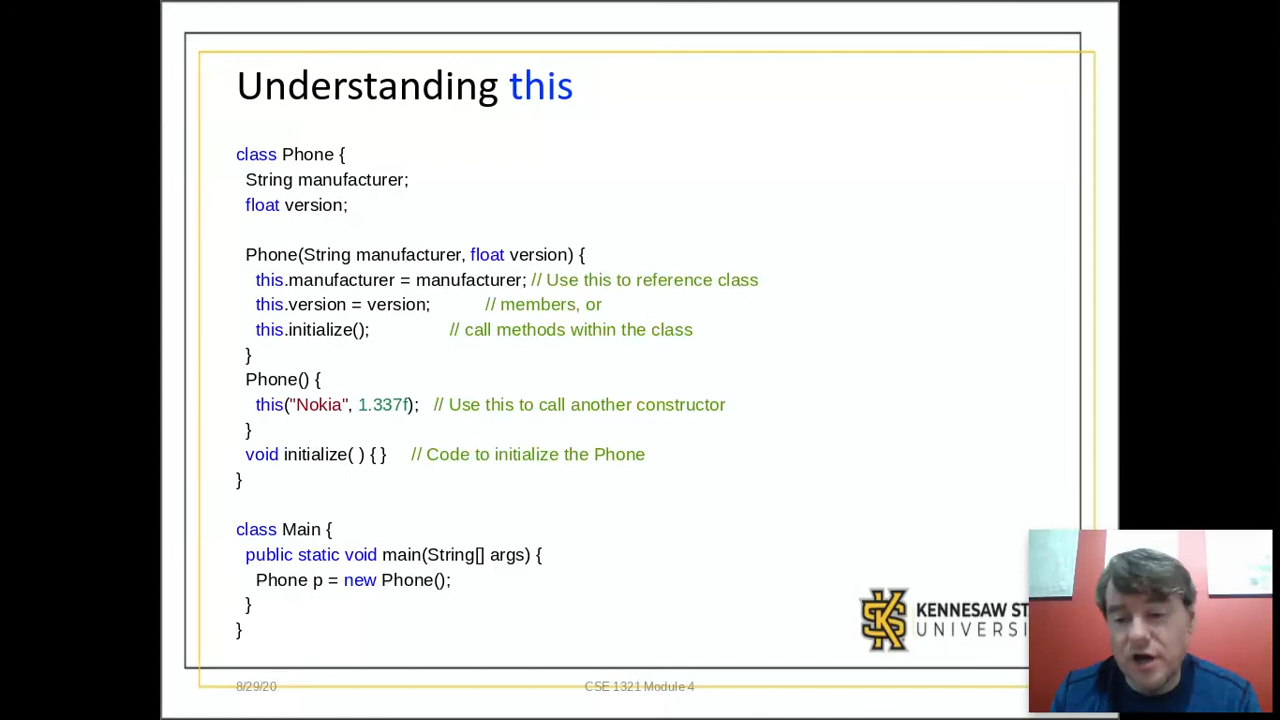 Understanding this
class Phone {
String manufacturer;
float version;
Phone(String manufacturer, float version) {
this.manufacturer = manufacturer; // Use this to reference class
this.version = version; // members, or
this.initialize(); // call methods within the class
}
Phone() {
this("Nokia", 1.337f); // Use this to call another constructor
}
void initialize( ) { } // Code to initialize the Phone
}
class Main {
public static void main(String[] args) {
Phone p = new Phone();
}
}
KENNESAW ST
UNIVERSI
8/29/20
CSE 1321 Module 4